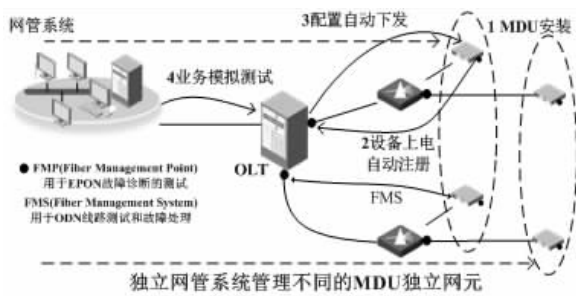 网管系统
3配置自动下发
1 MDU安装
4业务模拟测试
OLT
2设备上电
自动注册
FMS
● FMP(Fiber Management Point)
用于EPON故障诊断的测试
FMS(Fiber Management System)
用于ODN线路测试和故障处理
独立网管系统管理不同的MDU独立网元